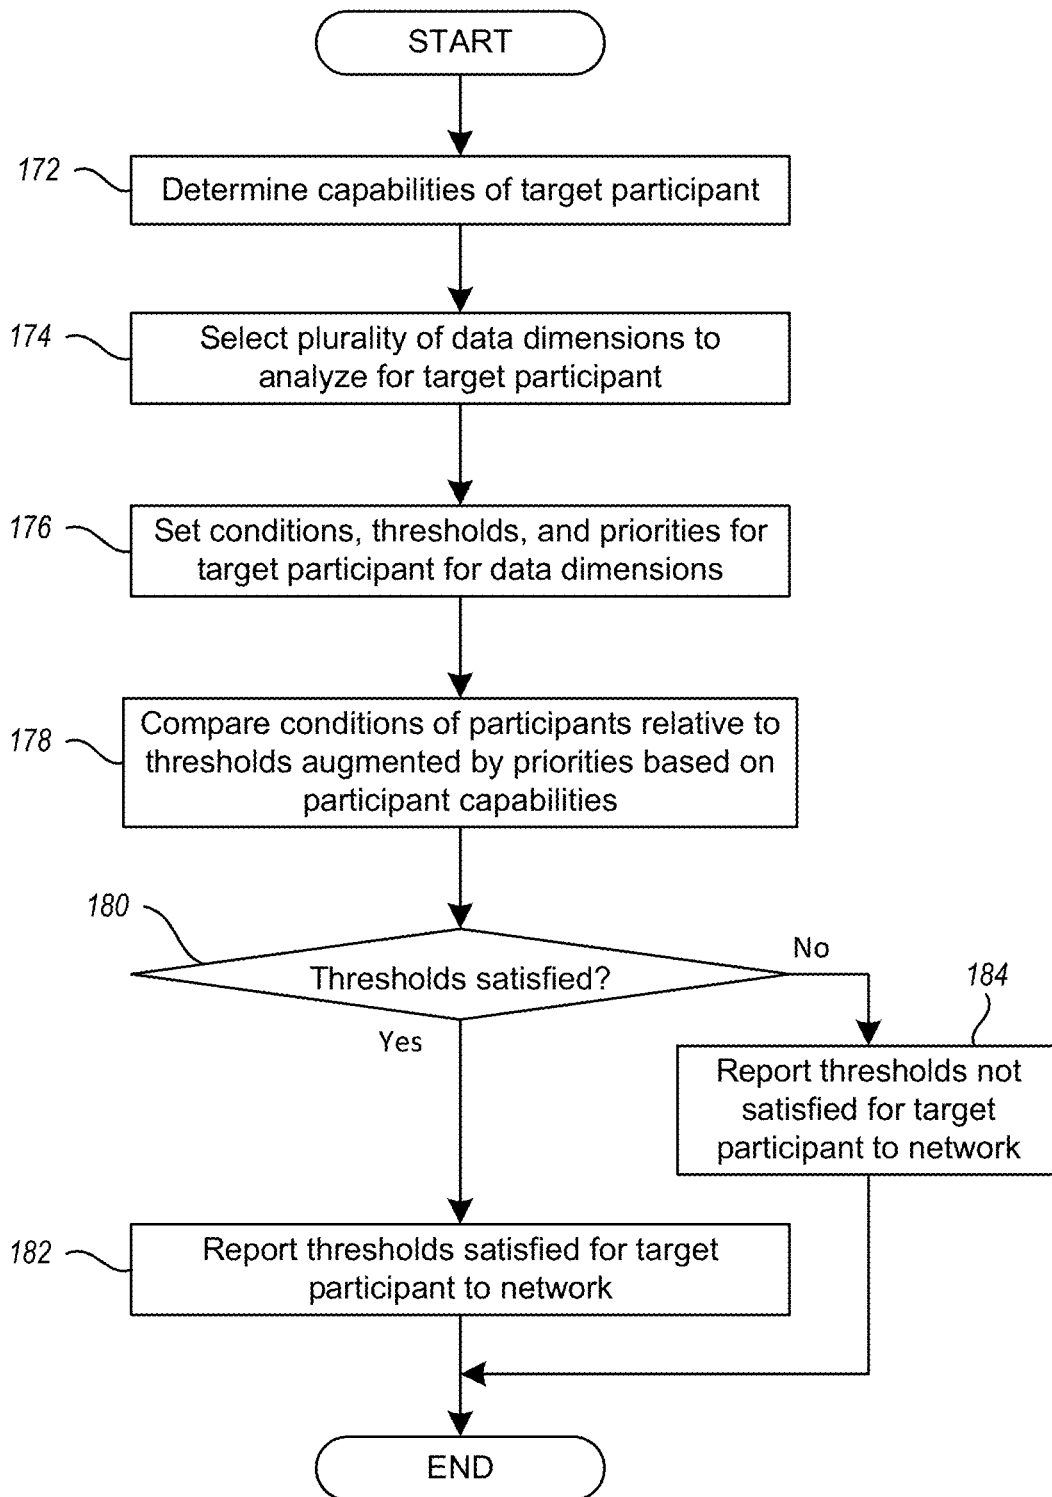 START
172
Determine capabilities of target participant
174
Select plurality of data dimensions to
analyze for target participant
176
Set conditions, thresholds, and priorities for
target participant for data dimensions
178
Compare conditions of participants relative to
thresholds augmented by priorities based on
participant capabilities
180
Thresholds satisfied?
No
Yes
184
Report thresholds not
satisfied for target
participant to network
182
Report thresholds satisfied for target
participant to network
END